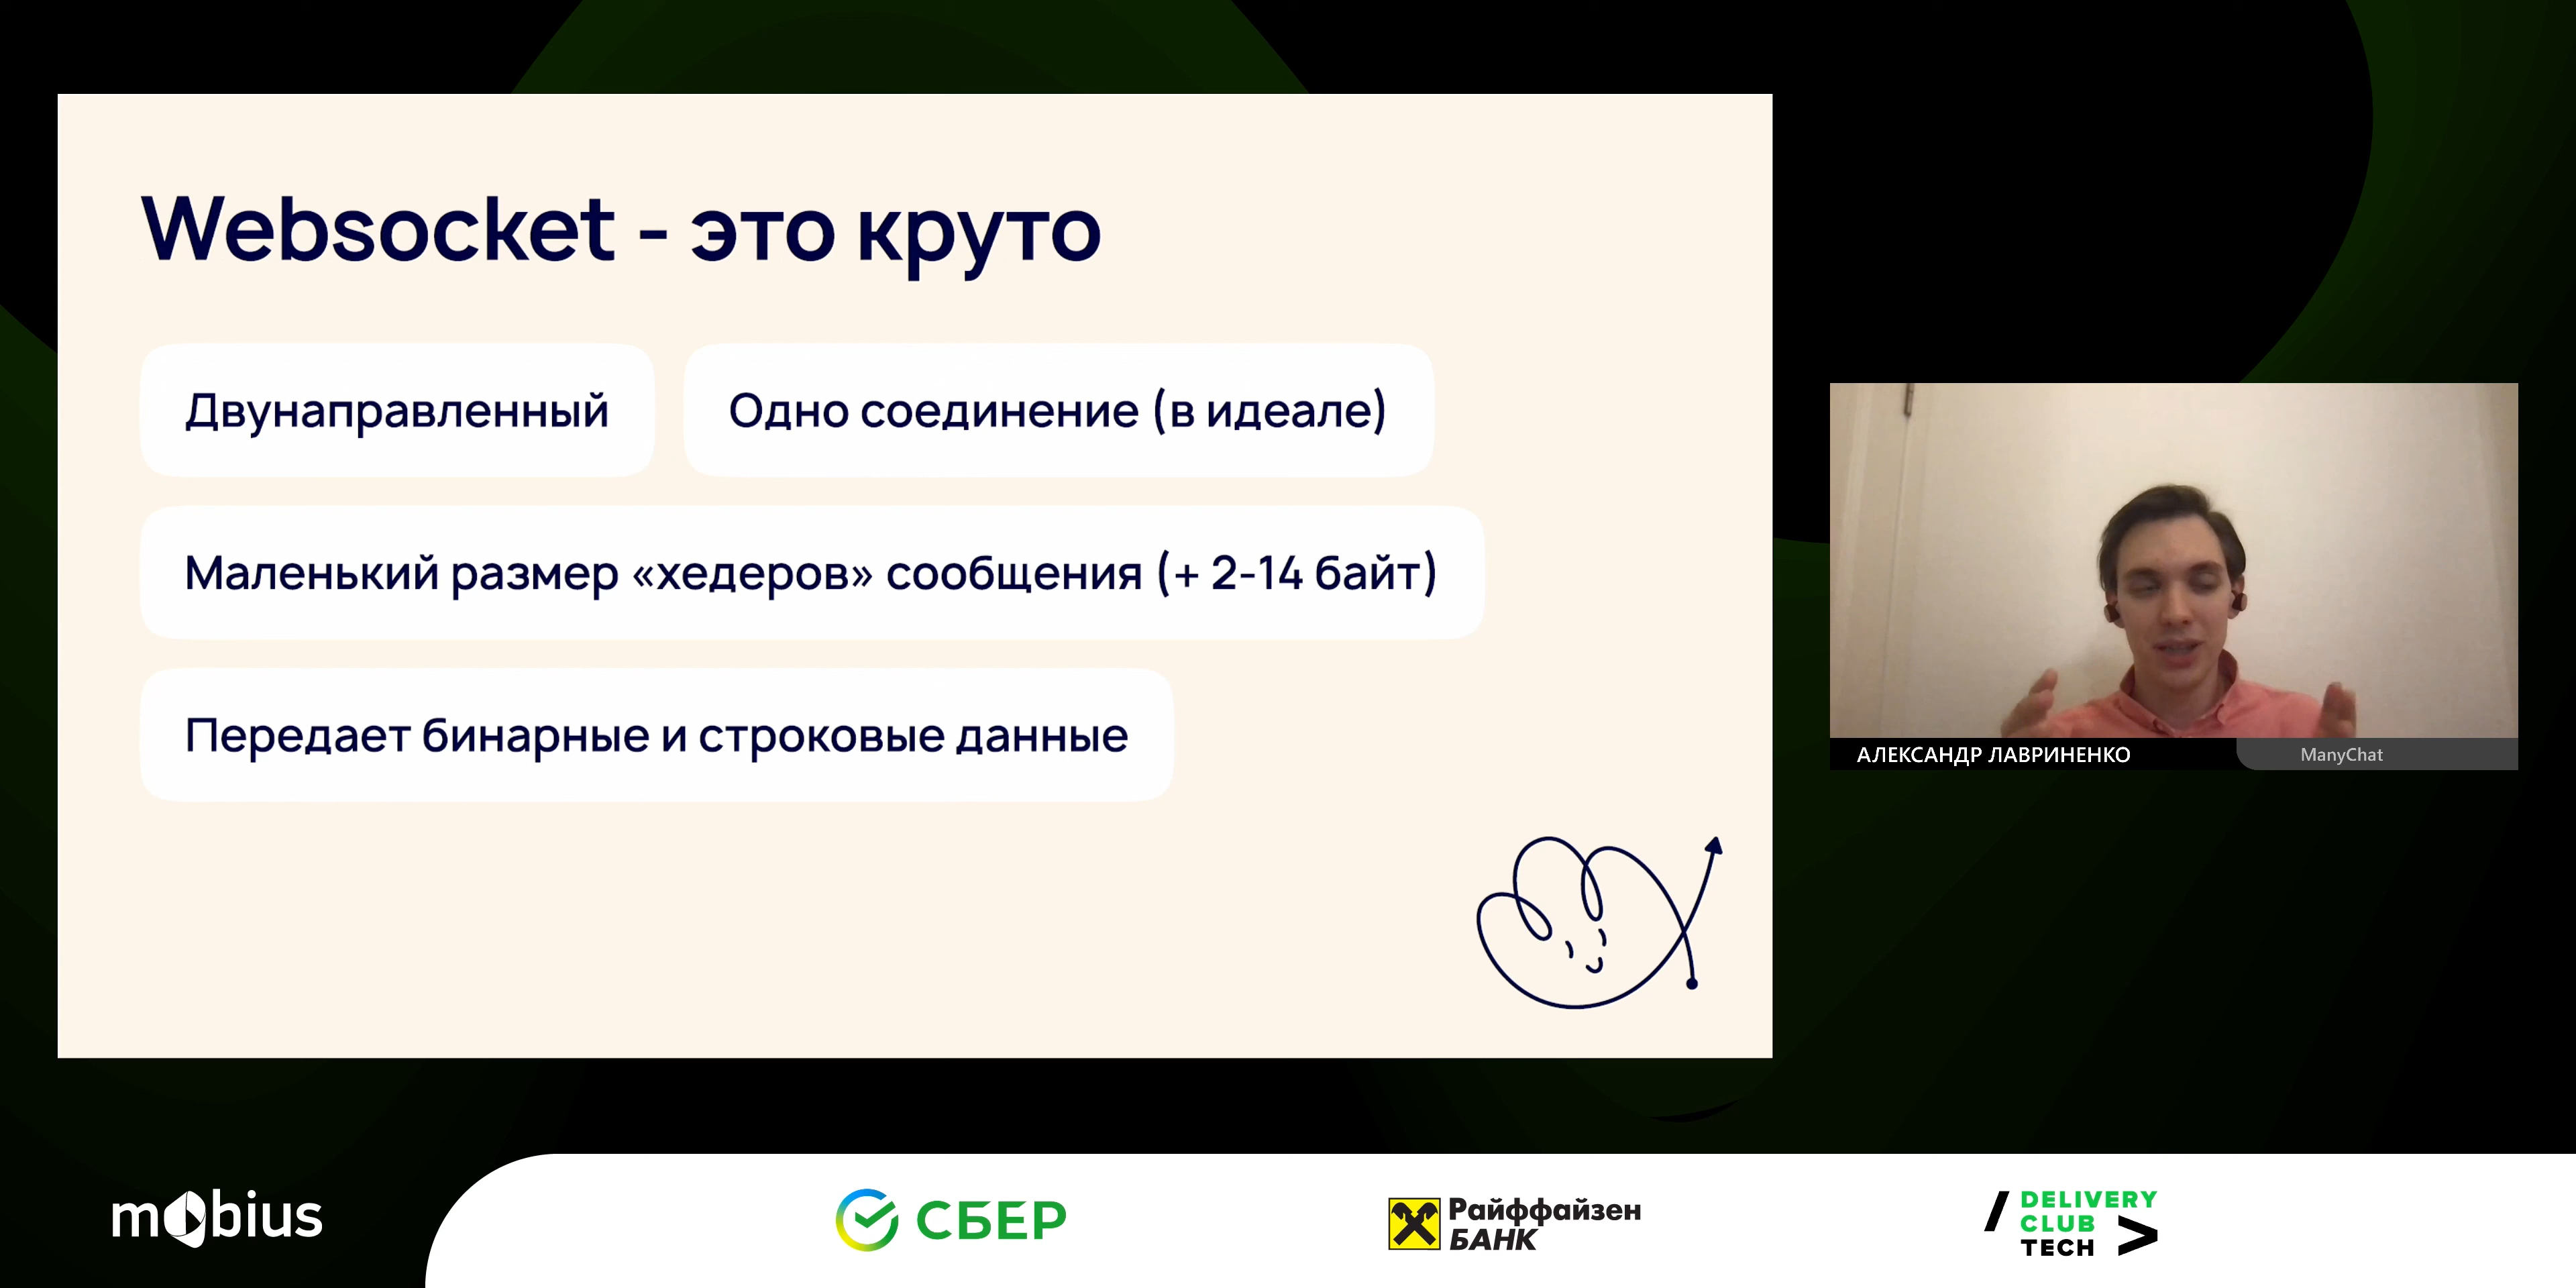 Websocket - это круто
Двунаправленный
Одно соединение (в идеале)
Маленький размер «хедеров» сообщения (+ 2-14 байт)
Передает бинарные и строковые данные
АЛЕКСАНДР ЛАВРИНЕНКО
ManyChat
mobius
СБЕР
Райффайзен
БАНК
DELIVERY
CLUB
TECH